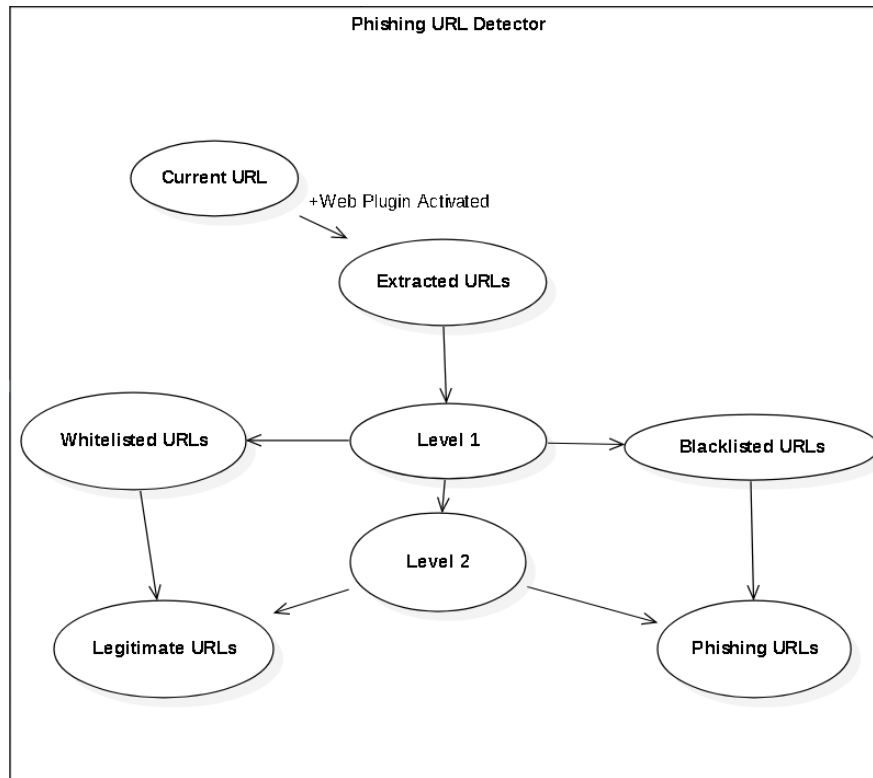 Phishing URL Detector
Current URL
+Web Plugin Activated
Extracted URLs
Whitelisted URLs
Level 1
Blacklisted URLs
Level 2
Legitimate URLs
Phishing URLs